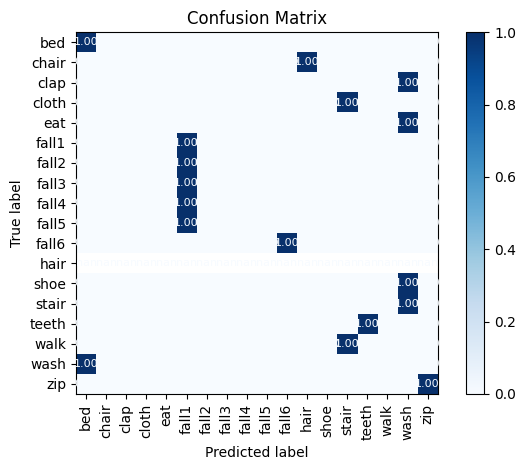 Confusion Matrix
bed 1.00
chair 1.00
clap 1.00
cloth 1.00
eat 1.00
fall1 1.00
fall2 1.00
fall3 1.00
fall4 1.00
fall5 1.00
fall6 1.00
hair
shoe 1.00
stair 1.00
teeth 1.00
walk 1.00
wash 1.00
zip 1.00
True label
bed chair clap cloth eat fall1 fall2 fall3 fall4 fall5 fall6 hair shoe stair teeth walk wash zip
Predicted label
1.0
0.8
0.6
0.4
0.2
0.0